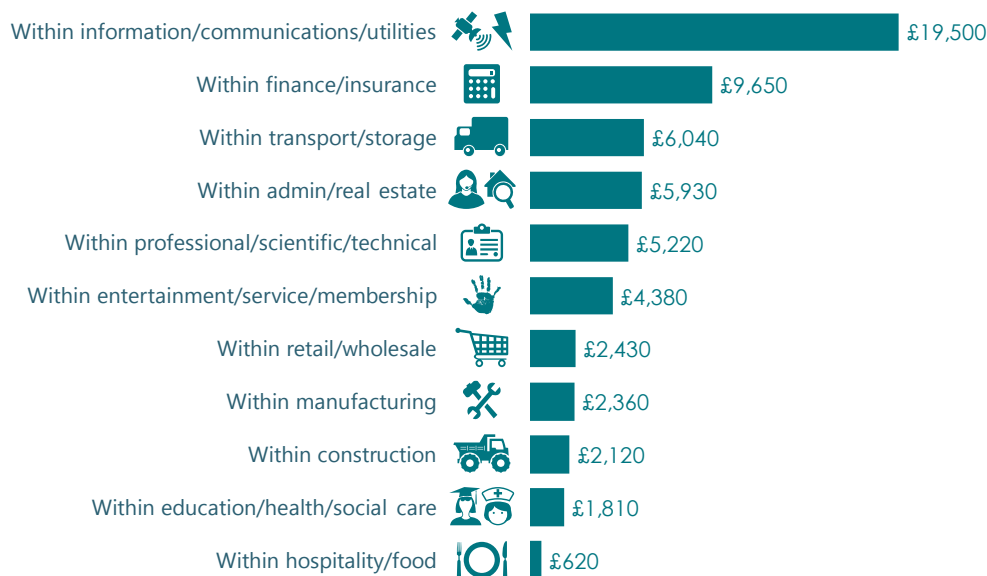 Within information/communications/utilities £19,500
Within finance/insurance £9,650
Within transport/storage £6,040
Within admin/real estate £5,930
Within professional/scientific/technical £5,220
Within entertainment/service/membership £4,380
Within retail/wholesale £2,430
Within manufacturing £2,360
Within construction £2,120
Within education/health/social care £1,810
Within hospitality/food £620